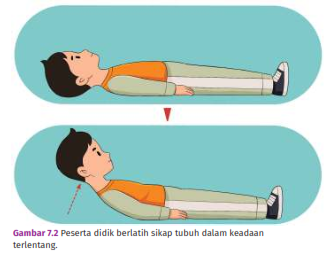 Gambar 7.2 Peserta didik berlatih sikap tubuh dalam keadaan
terlentang.